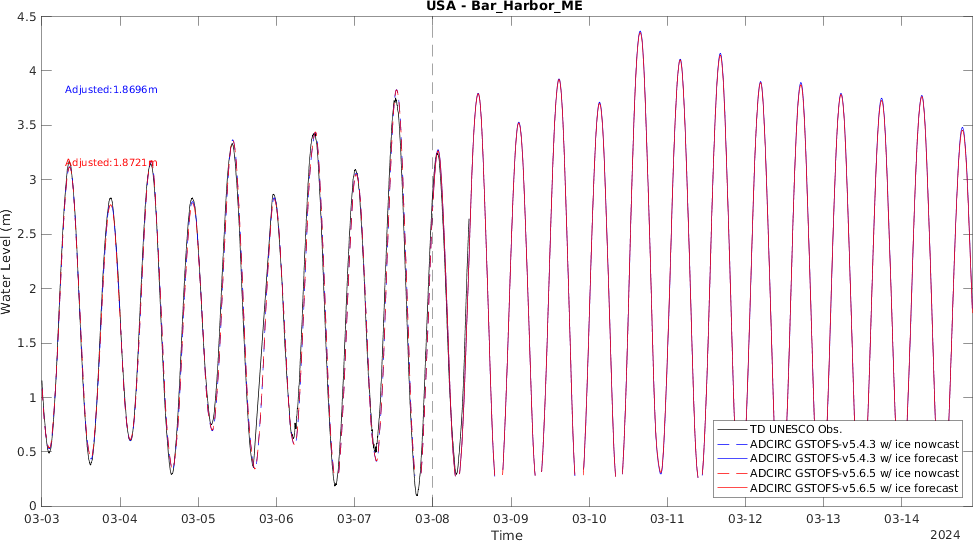 USA - Bar_Harbor_ME
4.5
4
3.5
3
2.5
2
1.5
1
0.5
0
Water Level (m)
Adjusted:1.8696m
Adjusted:1.8721m
TD UNESCO Obs.
ADCIRC GSTOFS-v5.4.3 w/ ice nowcast
ADCIRC GSTOFS-v5.4.3 w/ ice forecast
ADCIRC GSTOFS-v5.6.5 w/ ice nowcast
ADCIRC GSTOFS-v5.6.5 w/ ice forecast
03-03 03-04 03-05 03-06 03-07 03-08 03-09 03-10 03-11 03-12 03-13 03-14
Time
2024